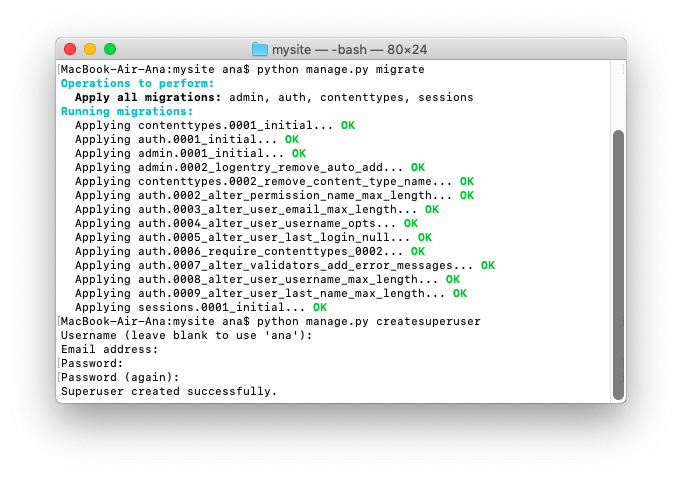 mysite — -bash — 80×24
[MacBook-Air-Ana:mysite ana$ python manage.py migrate ]
Operations to perform:
  Apply all migrations: admin, auth, contenttypes, sessions
Running migrations:
  Applying contenttypes.0001_initial... OK
  Applying auth.0001_initial... OK
  Applying admin.0001_initial... OK
  Applying admin.0002_logentry_remove_auto_add... OK
  Applying contenttypes.0002_remove_content_type_name... OK
  Applying auth.0002_alter_permission_name_max_length... OK
  Applying auth.0003_alter_user_email_max_length... OK
  Applying auth.0004_alter_user_username_opts... OK
  Applying auth.0005_alter_user_last_login_null... OK
  Applying auth.0006_require_contenttypes_0002... OK
  Applying auth.0007_alter_validators_add_error_messages... OK
  Applying auth.0008_alter_user_username_max_length... OK
  Applying auth.0009_alter_user_last_name_max_length... OK
  Applying sessions.0001_initial... OK
[MacBook-Air-Ana:mysite ana$ python manage.py createsuperuser
Username (leave blank to use 'ana'):
Email address:
[Password:
[Password (again):
Superuser created successfully.